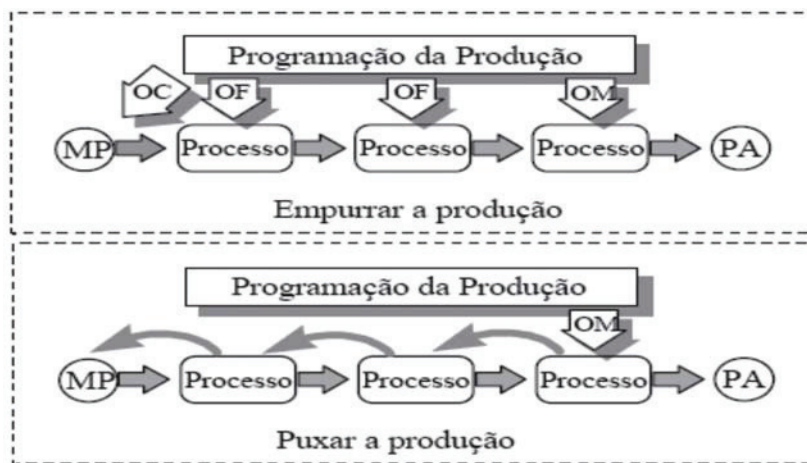 Programação da Produção
OC OF OF OM
MP Processo Processo Processo PA
Empurrar a produção
Programação da Produção
OM
MP Processo Processo Processo PA
Puxar a produção